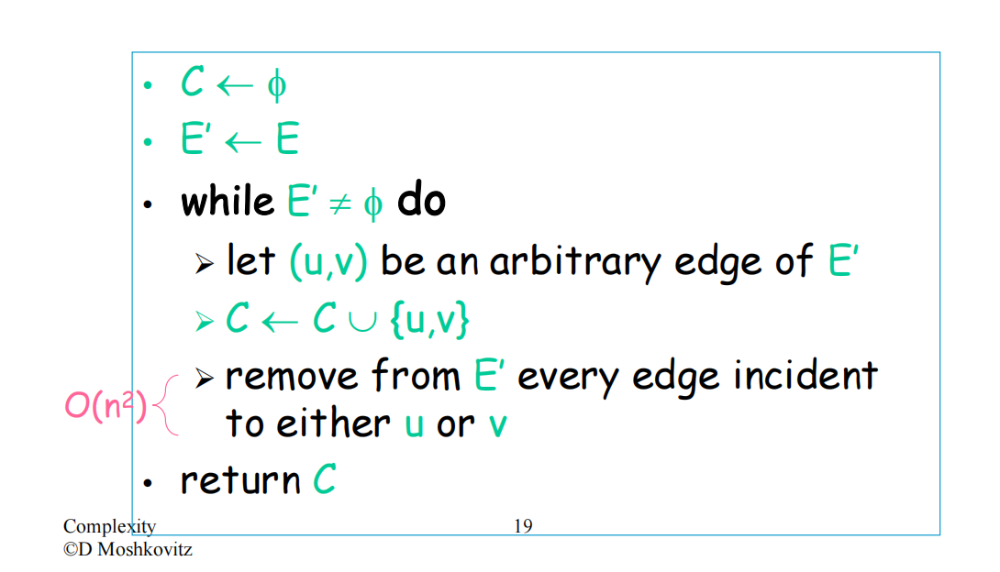 • C ← ϕ
• E′ ← E
• while E′ ≠ ϕ do
➢ let (u,v) be an arbitrary edge of E′
➢ C ← C ∪ {u,v}
➢ remove from E′ every edge incident
to either u or v
O(n²)
• return C
Complexity
©D Moshkovitz
19